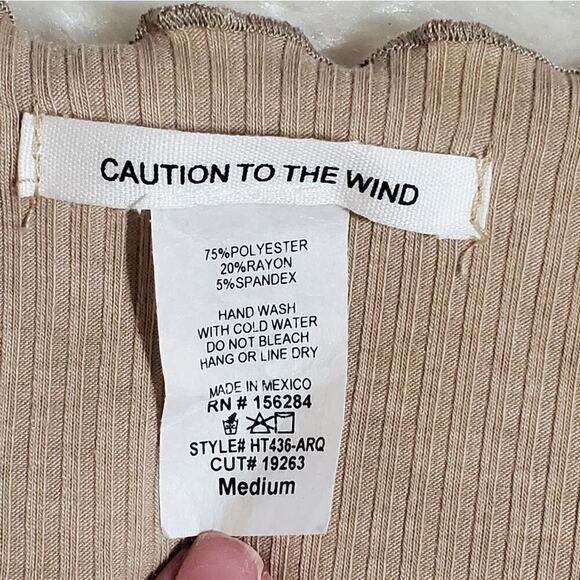 CAUTION TO THE WIND
75%POLYESTER
20%RAYON
5%SPANDEX
HAND WASH
WITH COLD WATER
DO NOT BLEACH
HANG OR LINE DRY
MADE IN MEXICO
RN # 156284
STYLE# HT436-ARQ
CUT# 19263
Medium